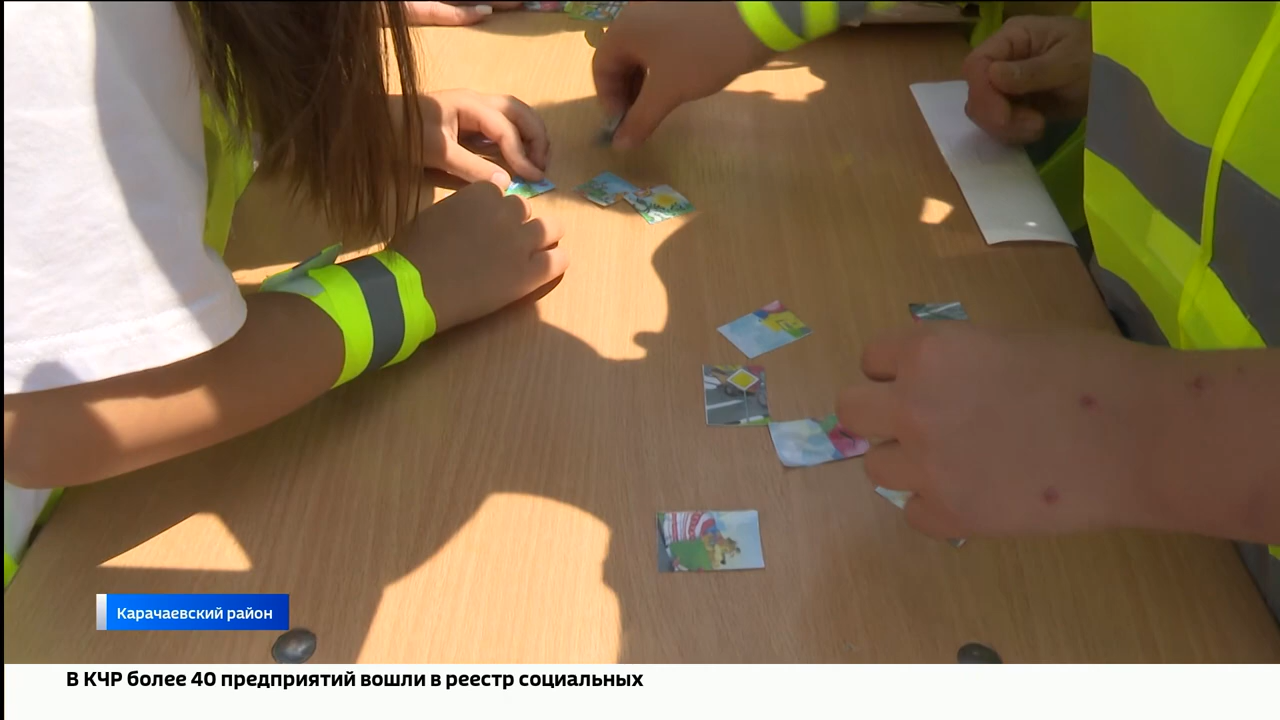 Карачаевский район
В КЧР более 40 предприятий вошли в реестр социальных